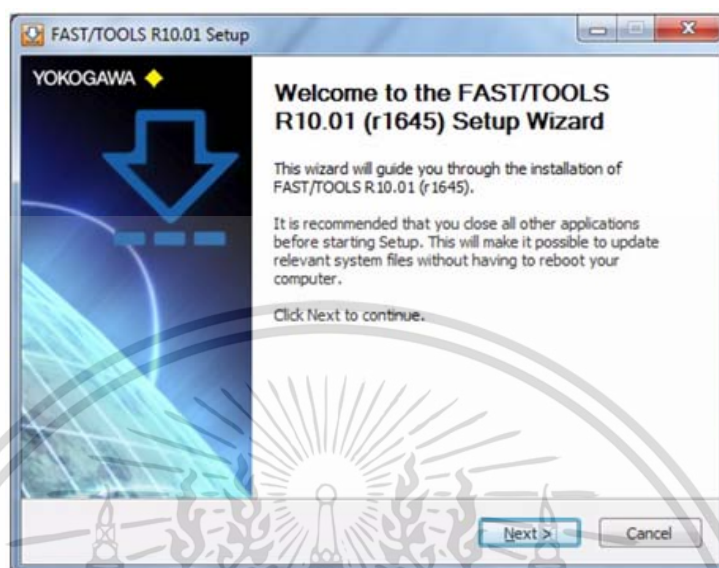 FAST/TOOLS R10.01 Setup
YOKOGAWA
Welcome to the FAST/TOOLS
R10.01 (r1645) Setup Wizard
This wizard will guide you through the installation of
FAST/TOOLS R10.01 (r1645).
It is recommended that you close all other applications
before starting Setup. This will make it possible to update
relevant system files without having to reboot your
computer.
Click Next to continue.
Next >
Cancel